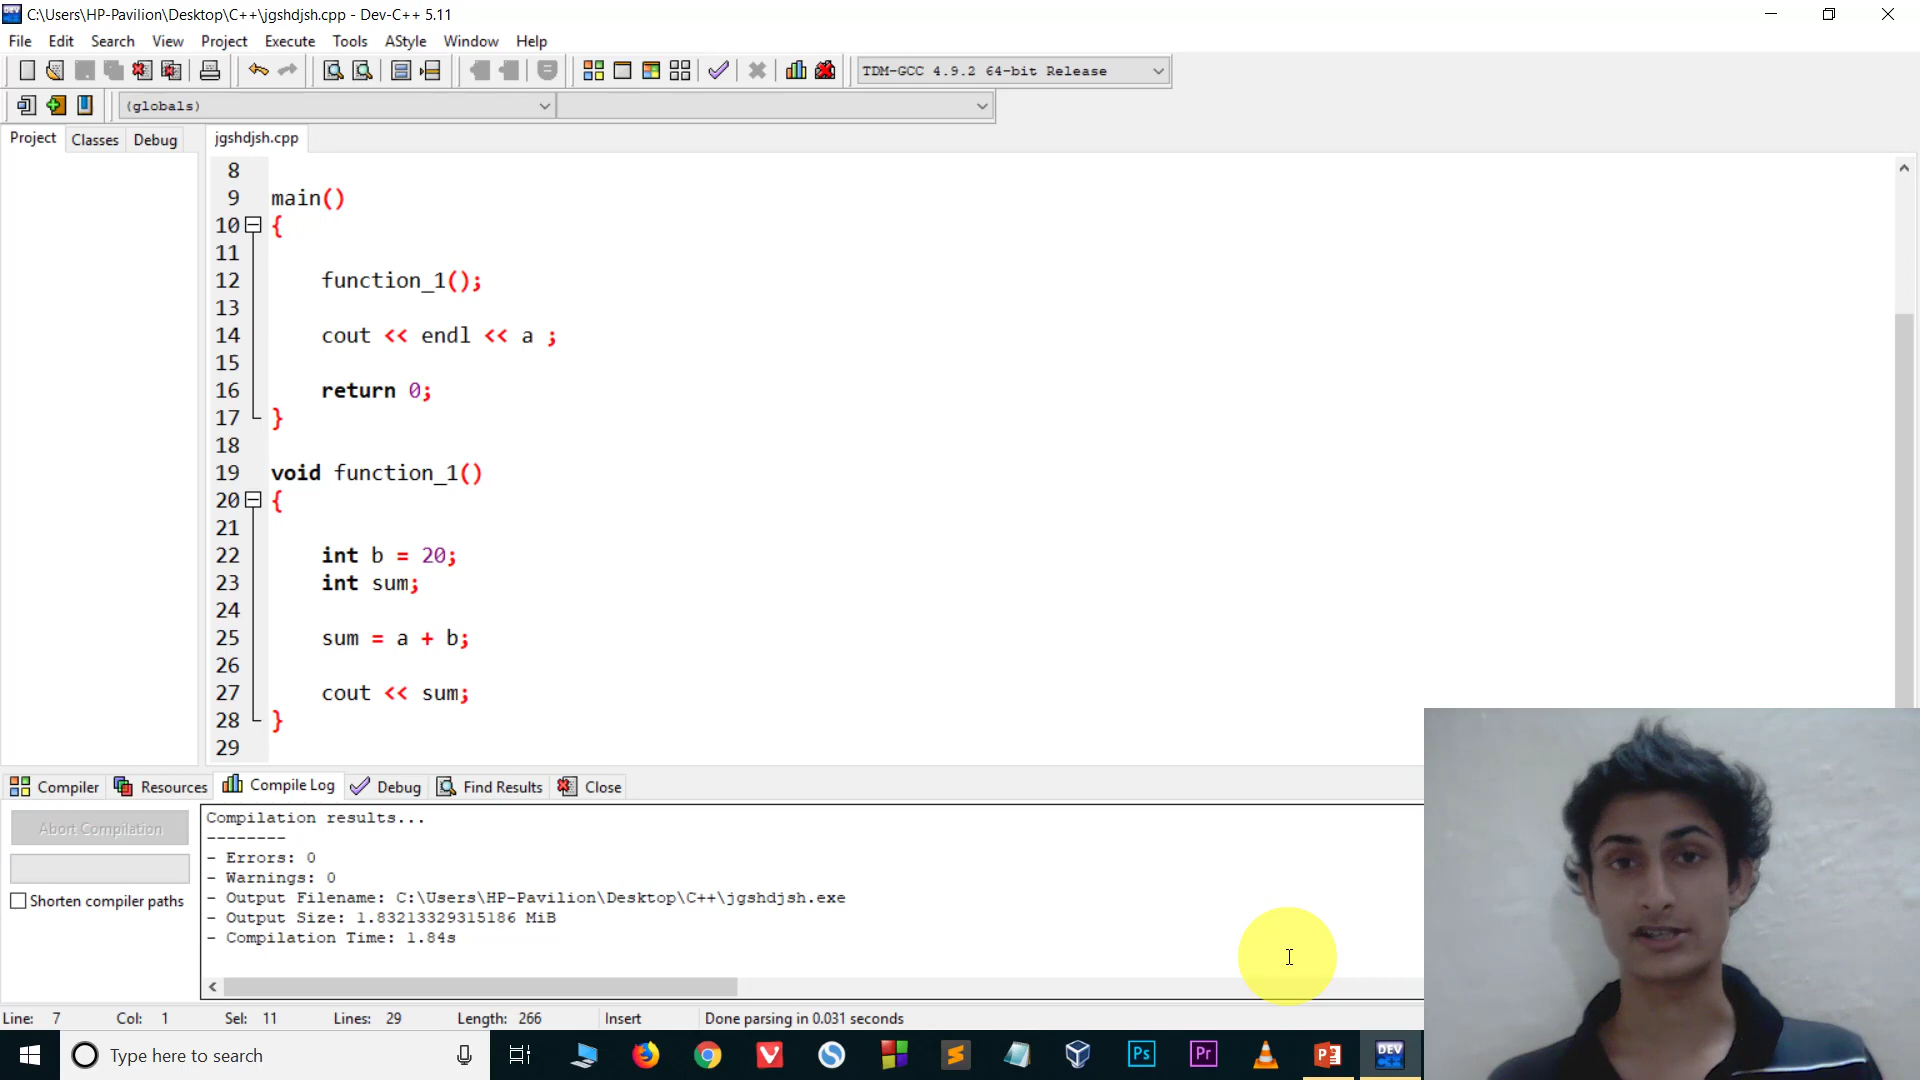 C:\Users\HP-Pavilion\Desktop\C++\jgshdjsh.cpp - Dev-C++ 5.11
File Edit Search View Project Execute Tools AStyle Window Help
TDM-GCC 4.9.2 64-bit Release
(globals)
Project Classes Debug jgshdjsh.cpp
8
9 main()
10 {
11
12 function_1();
13
14 cout << endl << a ;
15
16 return 0;
17 }
18
19 void function_1()
20 {
21
22 int b = 20;
23 int sum;
24
25 sum = a + b;
26
27 cout << sum;
28 }
29
Compiler Resources Compile Log Debug Find Results Close
Abort Compilation
Shorten compiler paths
Compilation results...
--------
- Errors: 0
- Warnings: 0
- Output Filename: C:\Users\HP-Pavilion\Desktop\C++\jgshdjsh.exe
- Output Size: 1.83213329315186 MiB
- Compilation Time: 1.84s
Line: 7 Col: 1 Sel: 11 Lines: 29 Length: 266 Insert Done parsing in 0.031 seconds
Type here to search
Ps Pr DEV C++